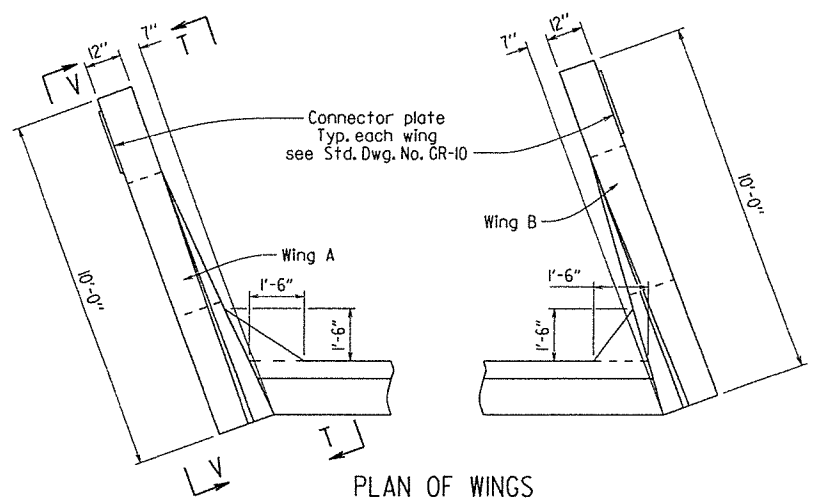 12"
7"
T
V
7"
12"
Connector plate
Typ. each wing
see Std. Dwg. No. GR-10
10'-0"
10'-0"
Wing A
Wing B
1'-6"
1'-6"
1'-6"
1'-6"
T
V
PLAN OF WINGS